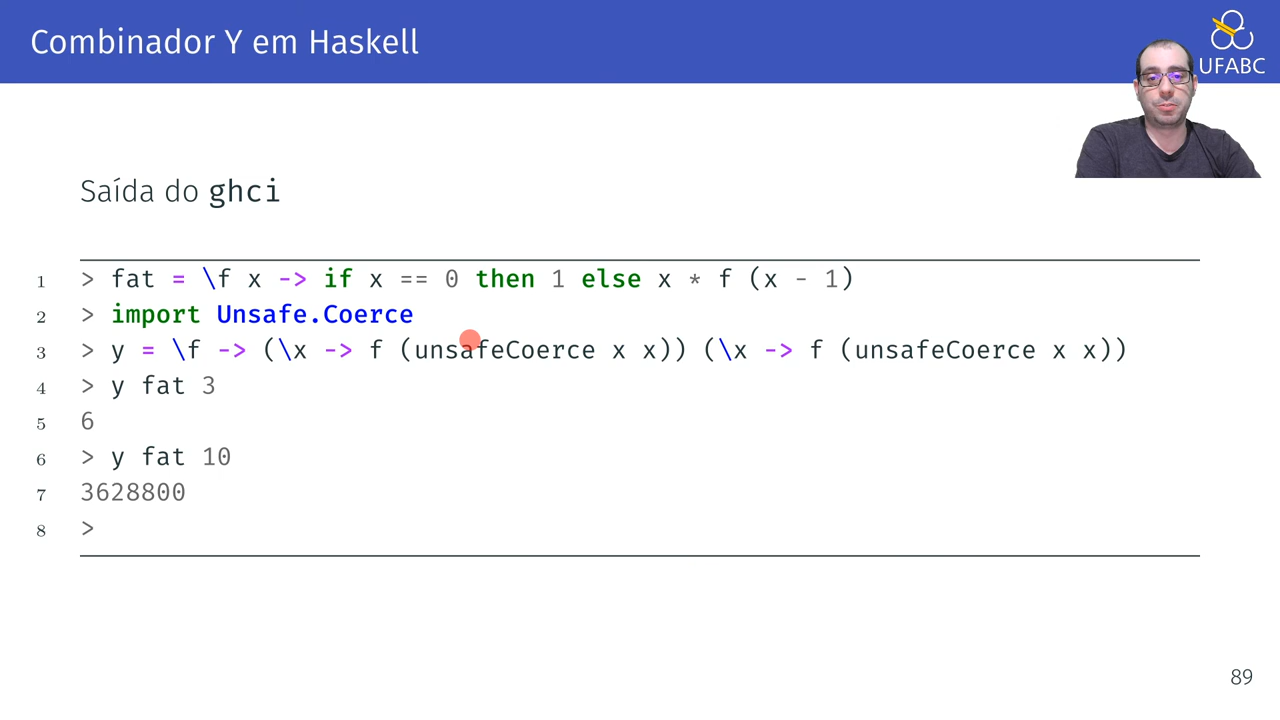 Combinador Y em Haskell
UFABC
Saída do ghci
1 > fat = \f x -> if x == 0 then 1 else x * f (x - 1)
2 > import Unsafe.Coerce
3 > y = \f -> (\x -> f (unsafeCoerce x x)) (\x -> f (unsafeCoerce x x))
4 > y fat 3
5 6
6 > y fat 10
7 3628800
8 >
89